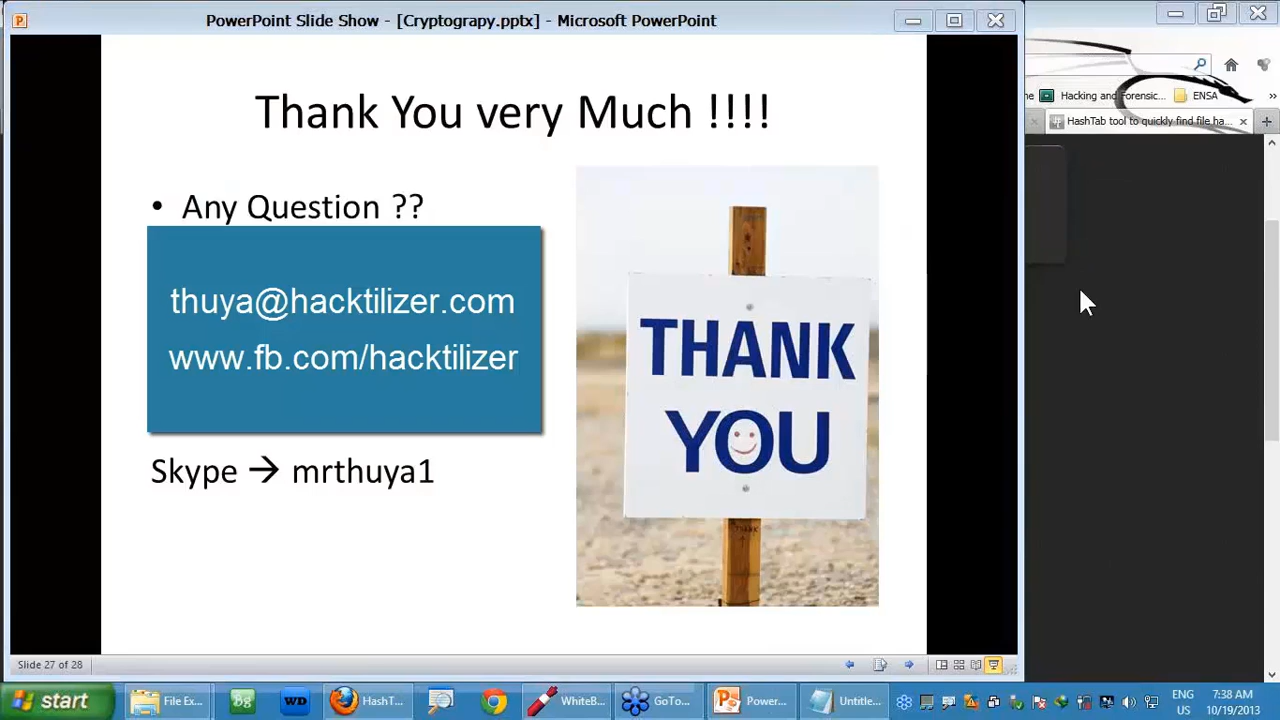 PowerPoint Slide Show - [Cryptograpy.pptx] - Microsoft PowerPoint
Thank You very Much !!!!
• Any Question ??
thuya@hacktilizer.com
www.fb.com/hacktilizer
Skype → mrthuya1
THANK
YOU
Hacking and Forensic...
ENSA
»
HashTab tool to quickly find file ha...
Slide 27 of 28
start
File Ex...
Bg
WD
HashT...
WhiteB...
GoTo...
Power...
Untitle...
ENG
US
7:38 AM
10/19/2013